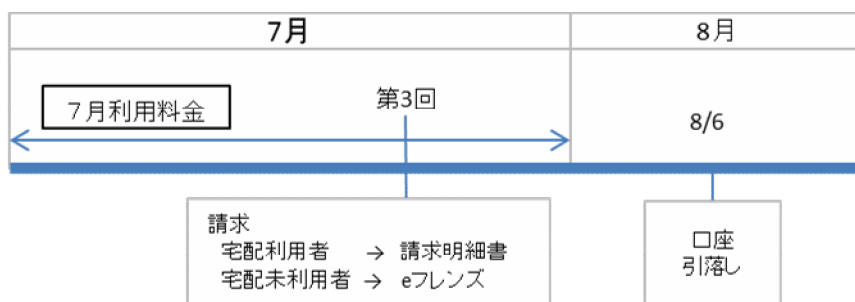 7月
8月
７月利用料金
第3回
8/6
請求
宅配利用者 → 請求明細書
宅配未利用者 → eフレンズ
口座
引落し